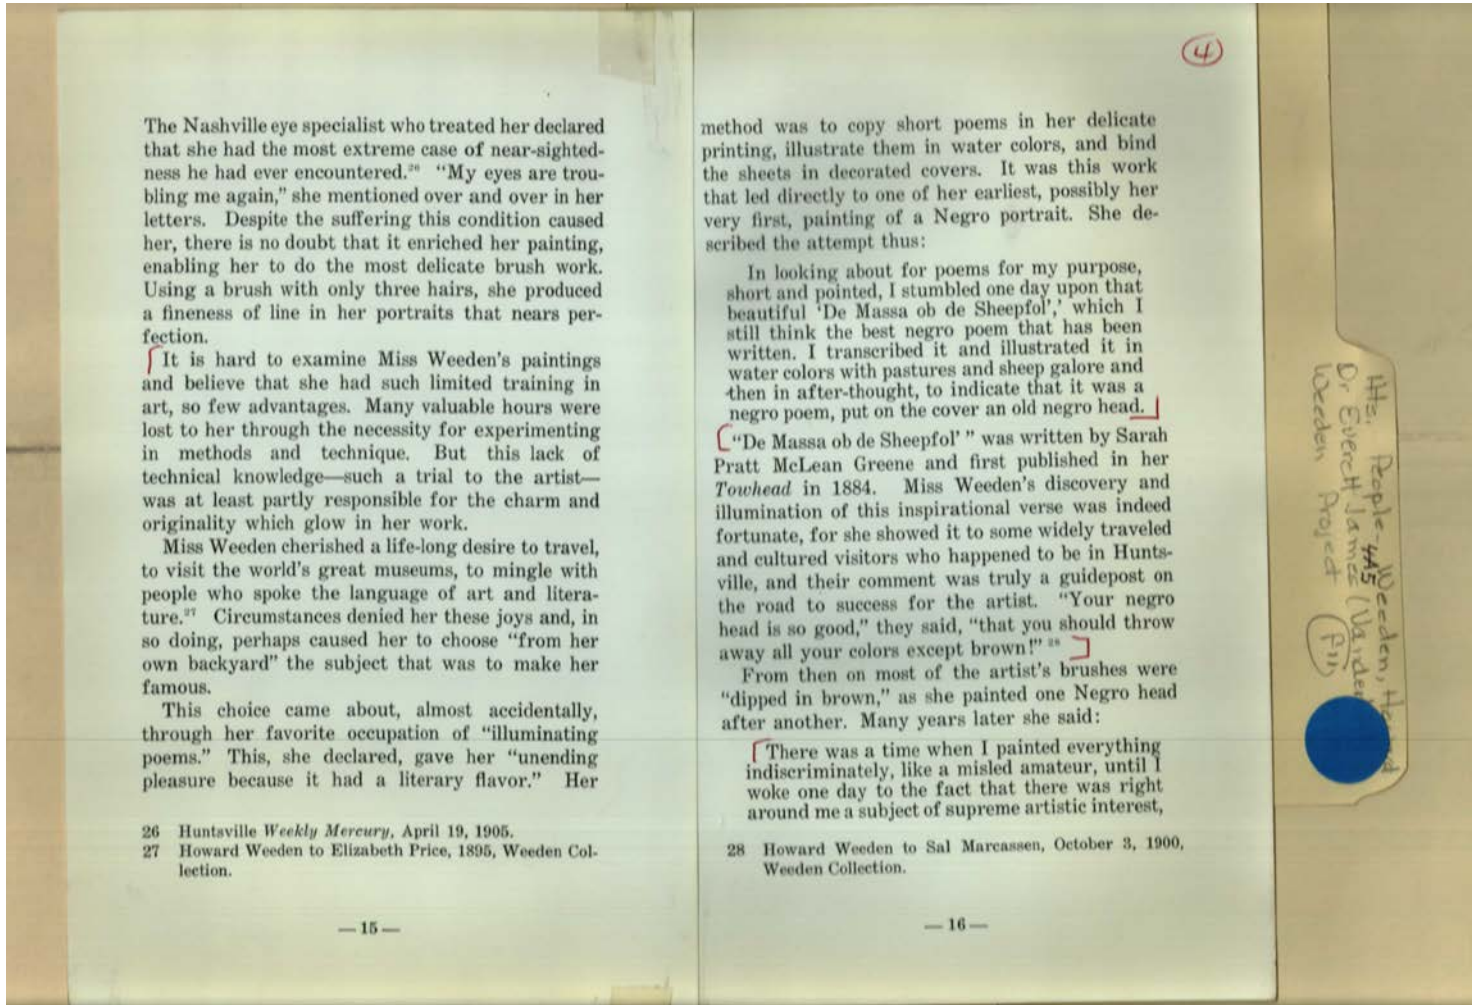 The Nashville eye specialist who treated her declared
that she had the most extreme case of near-sighted-
ness he had ever encountered.²⁶ "My eyes are trou-
bling me again," she mentioned over and over in her
letters. Despite the suffering this condition caused
her, there is no doubt that it enriched her painting,
enabling her to do the most delicate brush work.
Using a brush with only three hairs, she produced
a fineness of line in her portraits that nears per-
fection.
It is hard to examine Miss Weeden's paintings
and believe that she had such limited training in
art, so few advantages. Many valuable hours were
lost to her through the necessity for experimenting
in methods and technique. But this lack of
technical knowledge—such a trial to the artist—
was at least partly responsible for the charm and
originality which glow in her work.
Miss Weeden cherished a life-long desire to travel,
to visit the world's great museums, to mingle with
people who spoke the language of art and litera-
ture.²⁷ Circumstances denied her these joys and, in
so doing, perhaps caused her to choose "from her
own backyard" the subject that was to make her
famous.
This choice came about, almost accidentally,
through her favorite occupation of "illuminating
poems." This, she declared, gave her "unending
pleasure because it had a literary flavor." Her
26 Huntsville Weekly Mercury, April 19, 1905.
27 Howard Weeden to Elizabeth Price, 1895, Weeden Col-
lection.
—15—
4
method was to copy short poems in her delicate
printing, illustrate them in water colors, and bind
the sheets in decorated covers. It was this work
that led directly to one of her earliest, possibly her
very first, painting of a Negro portrait. She de-
scribed the attempt thus:
In looking about for poems for my purpose,
short and pointed, I stumbled one day upon that
beautiful 'De Massa ob de Sheepfol',' which I
still think the best negro poem that has been
written. I transcribed it and illustrated it in
water colors with pastures and sheep galore and
then in after-thought, to indicate that it was a
negro poem, put on the cover an old negro head.
"De Massa ob de Sheepfol' " was written by Sarah
Pratt McLean Greene and first published in her
Towhead in 1884. Miss Weeden's discovery and
illumination of this inspirational verse was indeed
fortunate, for she showed it to some widely traveled
and cultured visitors who happened to be in Hunts-
ville, and their comment was truly a guidepost on
the road to success for the artist. "Your negro
head is so good," they said, "that you should throw
away all your colors except brown!" ²⁸
From then on most of the artist's brushes were
"dipped in brown," as she painted one Negro head
after another. Many years later she said:
There was a time when I painted everything
indiscriminately, like a misled amateur, until I
woke one day to the fact that there was right
around me a subject of supreme artistic interest,
28 Howard Weeden to Sal Marcassen, October 3, 1900,
Weeden Collection.
—16—
People - Weeden, Howard
Dr Everett James
Weeden Project